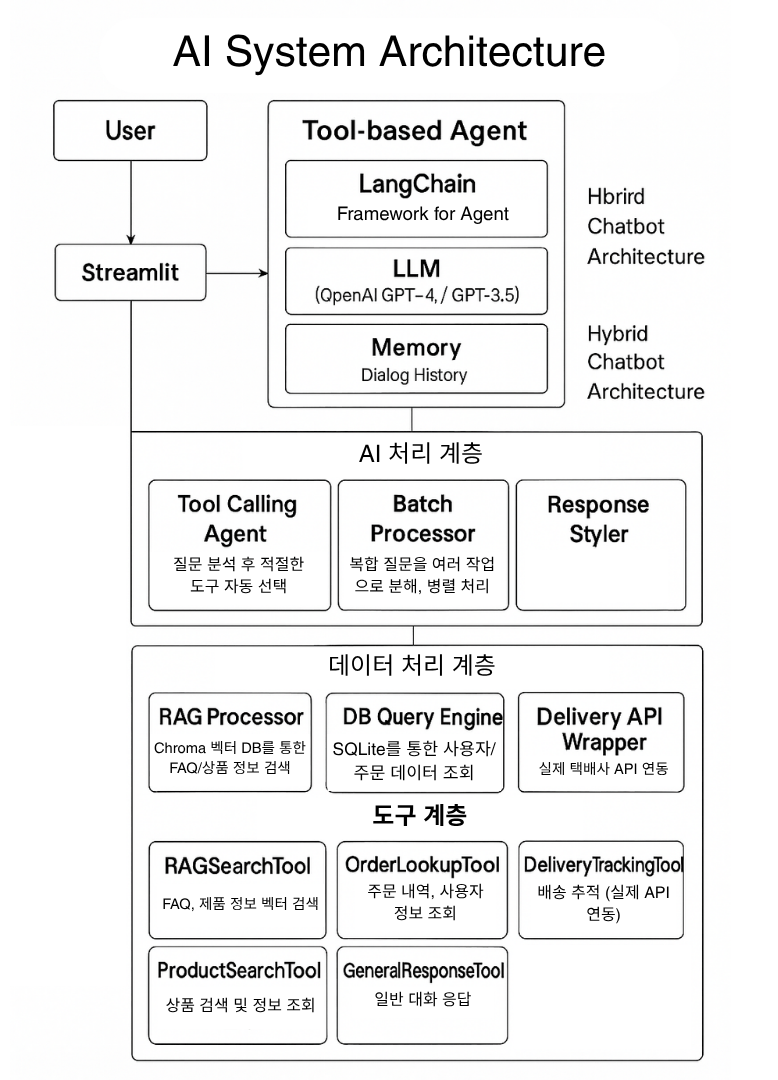 AI System Architecture
User
Streamlit
Tool-based Agent
LangChain
Framework for Agent
LLM
(OpenAI GPT-4, / GPT-3.5)
Memory
Dialog History
Hbrird
Chatbot
Architecture
Hybrid
Chatbot
Architecture
AI 처리 계층
Tool Calling
Agent
질문 분석 후 적절한
도구 자동 선택
Batch
Processor
복합 질문을 여러 작업
으로 분해, 병렬 처리
Response
Styler
데이터 처리 계층
RAG Processor
Chroma 벡터 DB를 통한
FAQ/상품 정보 검색
DB Query Engine
SQLite를 통한 사용자/
주문 데이터 조회
Delivery API
Wrapper
실제 택배사 API 연동
도구 계층
RAGSearchTool
FAQ, 제품 정보 벡터 검색
OrderLookupTool
주문 내역, 사용자
정보 조회
DeliveryTrackingTool
배송 추적 (실제 API
연동)
ProductSearchTool
상품 검색 및 정보 조회
GeneralResponseTool
일반 대화 응답